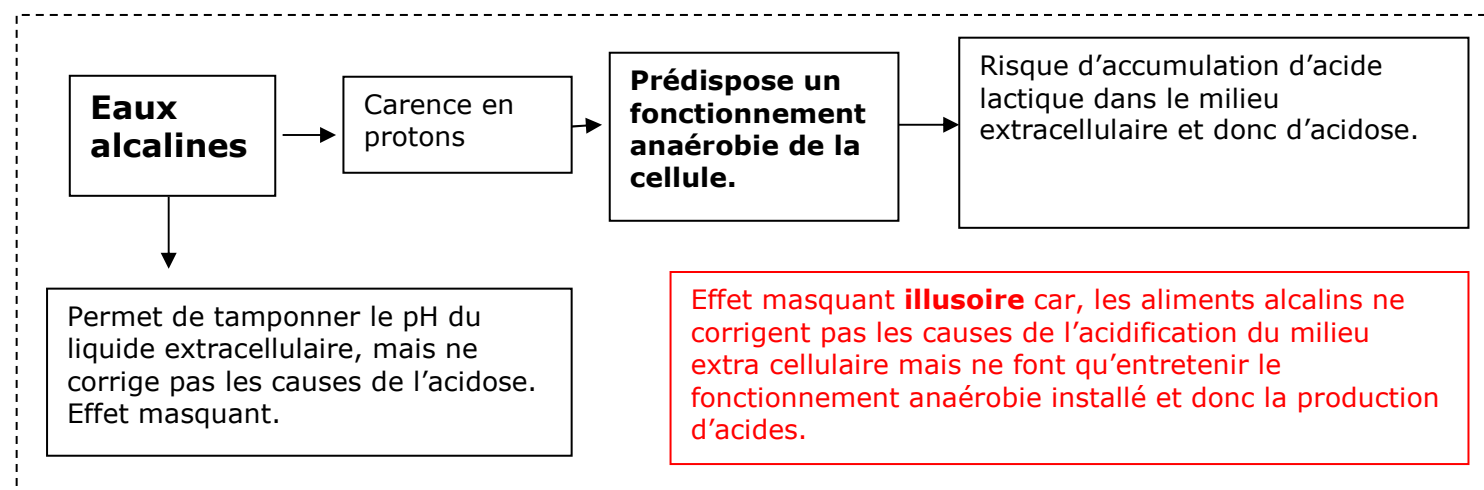 Eaux
alcalines
Carence en
protons
Prédispose un
fonctionnement
anaérobie de la
cellule.
Risque d’accumulation d’acide
lactique dans le milieu
extracellulaire et donc d’acidose.
Permet de tamponner le pH du
liquide extracellulaire, mais ne
corrige pas les causes de l’acidose.
Effet masquant.
Effet masquant illusoire car, les aliments alcalins ne
corrigent pas les causes de l’acidification du milieu
extra cellulaire mais ne font qu’entretenir le
fonctionnement anaérobie installé et donc la production
d’acides.